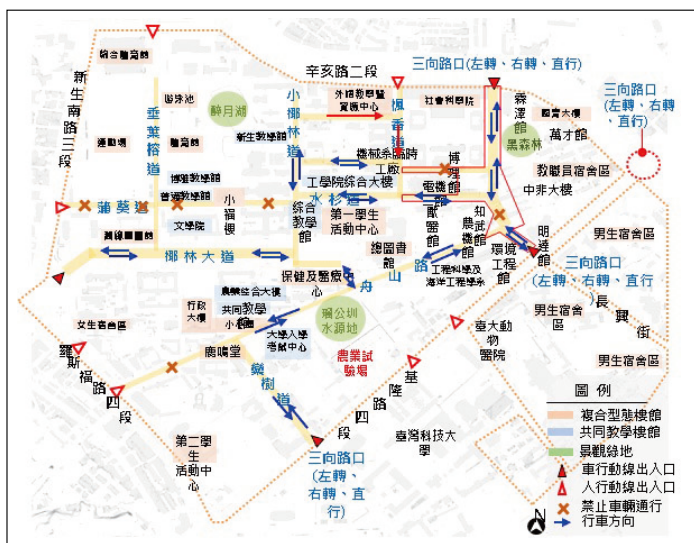 辛亥路二段
三向路口(左轉、右轉、直行)
三向路口
(左轉、右轉、
直行)
綜合體育館
新生南路三段
垂葉榕道
游泳池
醉月湖
小椰林道
外語教學暨
資源中心
楓香道
社會科學院
霖澤館
國青大樓
萬才館
黑森林
運動場
體育館
新生教學館
機械系臨時
工廠
博理館
教職員宿舍區
博雅教學館
普通教學館
小福樓
工學院綜合大樓
電機館
中非大樓
蒲葵道
水杉道
文學院
綜合教學館
第一學生
活動中心
獸醫館
農機館
知武館
明達館
男生宿舍區
總圖書館
環境工程館
椰林大道
保健及醫療中心
舟山路
工程科學及
海洋工程學系
三向路口
(左轉、右轉、直行)
長興街
農業綜合大樓
行政大樓
共同教學館
瑠公圳
水源地
男生宿舍區
女生宿舍區
大學入學
考試中心
臺大動物醫院
男生宿舍區
羅斯福路四段
鹿鳴堂
農業試驗場
基隆路四段
欒樹道
臺灣科技大學
第二學生
活動中心
三向路口
(左轉、
右轉、直
行)
圖例
複合型態樓館
共同教學樓館
景觀綠地
車行動線出入口
人行動線出入口
禁止車輛通行
行車方向
N